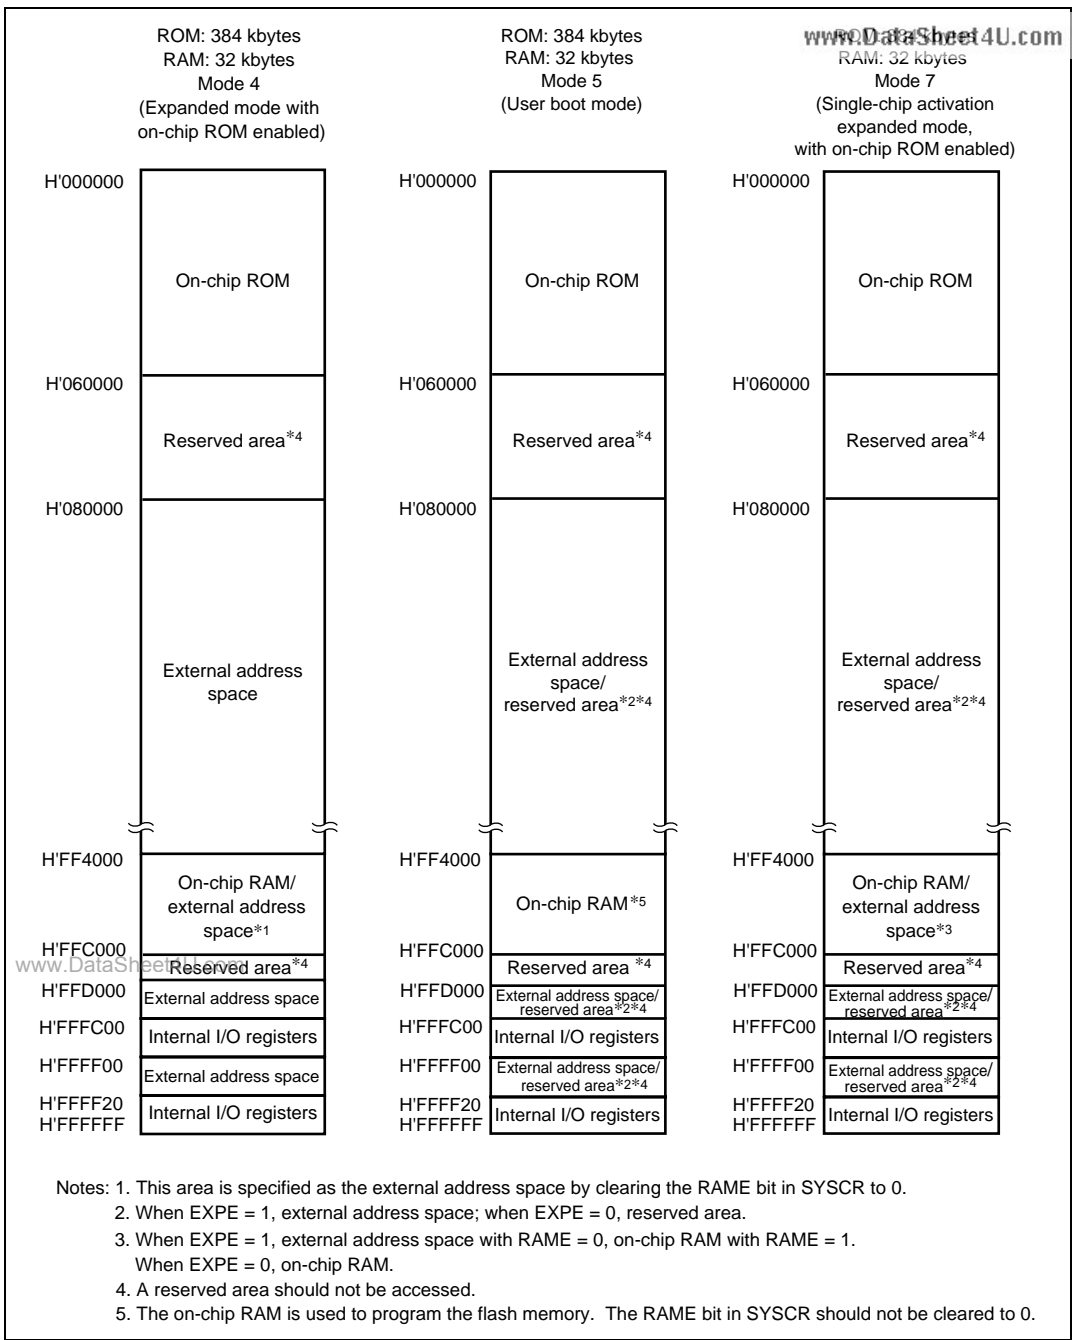 www.DataSheet4U.com
ROM: 384 kbytes
RAM: 32 kbytes
Mode 4
(Expanded mode with
on-chip ROM enabled)
H'000000
On-chip ROM
H'060000
Reserved area*4
H'080000
External address
space
H'FF4000
On-chip RAM/
external address
space*1
H'FFC000
Reserved area*4
H'FFD000
External address space
H'FFFC00
Internal I/O registers
H'FFFF00
External address space
H'FFFF20
Internal I/O registers
H'FFFFFF
ROM: 384 kbytes
RAM: 32 kbytes
Mode 5
(User boot mode)
H'000000
On-chip ROM
H'060000
Reserved area*4
H'080000
External address
space/
reserved area*2*4
H'FF4000
On-chip RAM*5
H'FFC000
Reserved area *4
H'FFD000
External address space/
reserved area*2*4
H'FFFC00
Internal I/O registers
H'FFFF00
External address space/
reserved area*2*4
H'FFFF20
Internal I/O registers
H'FFFFFF
ROM: 384 kbytes
RAM: 32 kbytes
Mode 7
(Single-chip activation
expanded mode,
with on-chip ROM enabled)
H'000000
On-chip ROM
H'060000
Reserved area*4
H'080000
External address
space/
reserved area*2*4
H'FF4000
On-chip RAM/
external address
space*3
H'FFC000
Reserved area*4
H'FFD000
External address space/
reserved area*2*4
H'FFFC00
Internal I/O registers
H'FFFF00
External address space/
reserved area*2*4
H'FFFF20
Internal I/O registers
H'FFFFFF
www.DataSheet4U.com
Notes: 1. This area is specified as the external address space by clearing the RAME bit in SYSCR to 0.
2. When EXPE = 1, external address space; when EXPE = 0, reserved area.
3. When EXPE = 1, external address space with RAME = 0, on-chip RAM with RAME = 1.
When EXPE = 0, on-chip RAM.
4. A reserved area should not be accessed.
5. The on-chip RAM is used to program the flash memory. The RAME bit in SYSCR should not be cleared to 0.